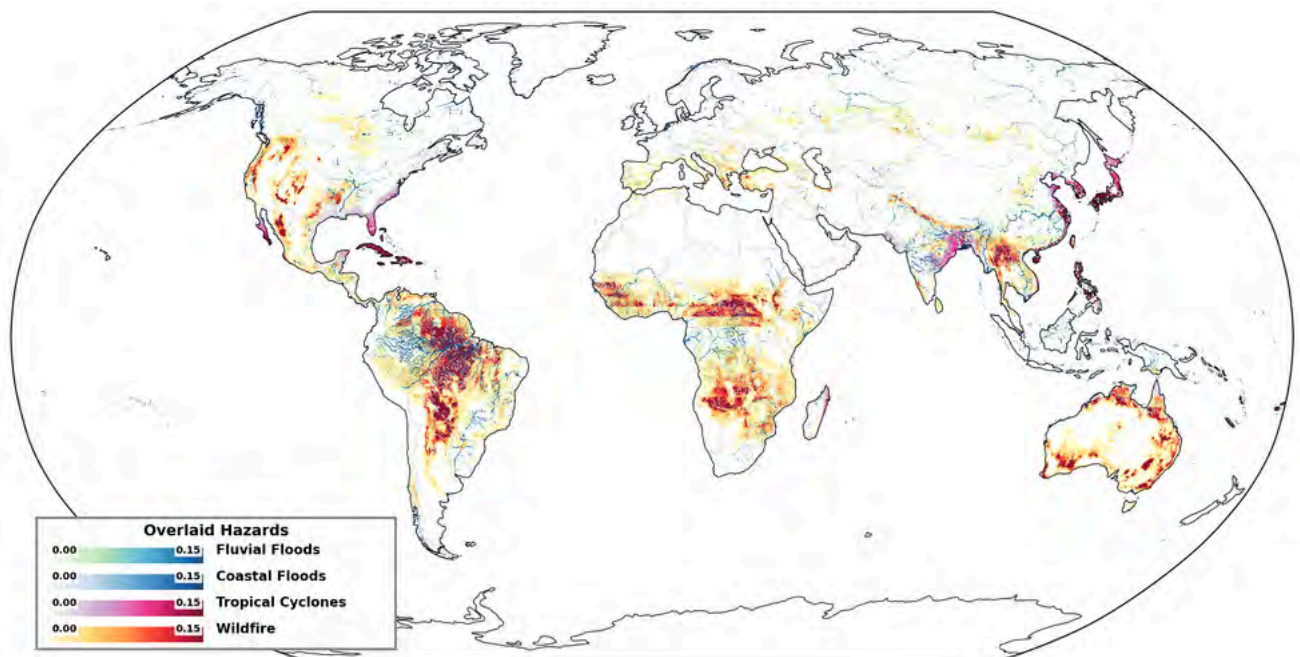 Overlaid Hazards
0.00 0.15 Fluvial Floods
0.00 0.15 Coastal Floods
0.00 0.15 Tropical Cyclones
0.00 0.15 Wildfire